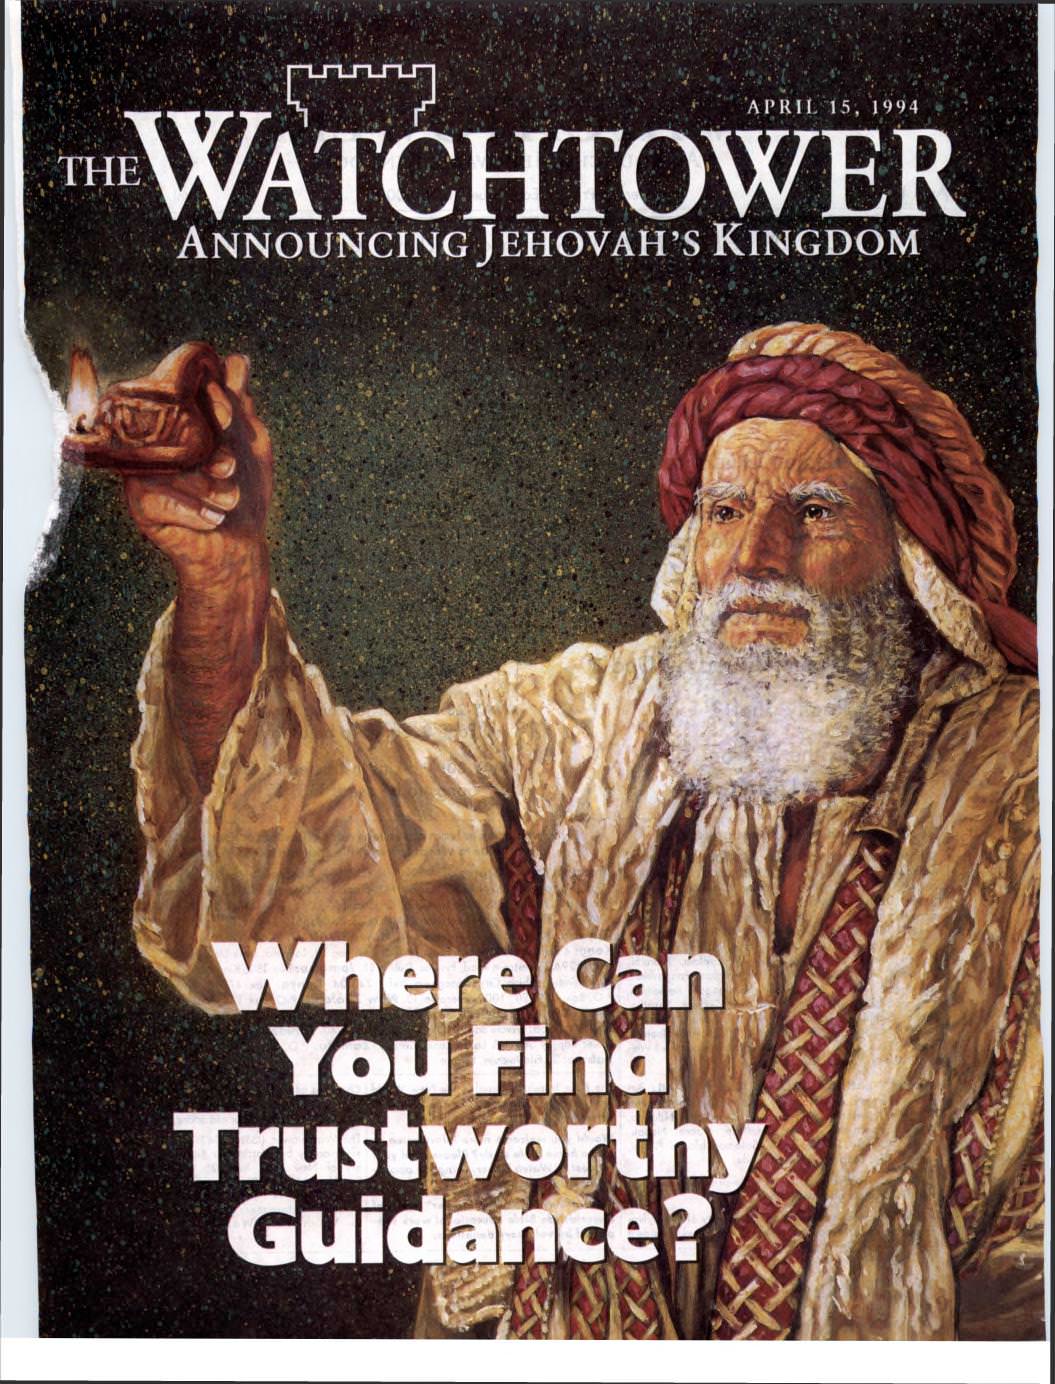 APRIL 15, 1994
THE WATCHTOWER
ANNOUNCING JEHOVAH'S KINGDOM
Where Can
You Find
Trustworthy
Guidance?